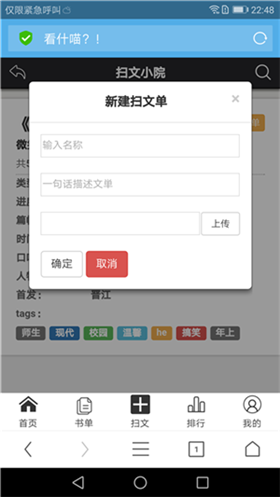 仅限紧急呼叫
22:48
看什喵？！
扫文小院
新建扫文单
×
《
微
单
输入名称
共
一句话描述文单
类
进
篇
上传
时
口
确定
取消
人
首发： 晋江
tags：
师生 现代 校园 温馨 he 搞笑 年上
首页 书单 扫文 排行 我的
1